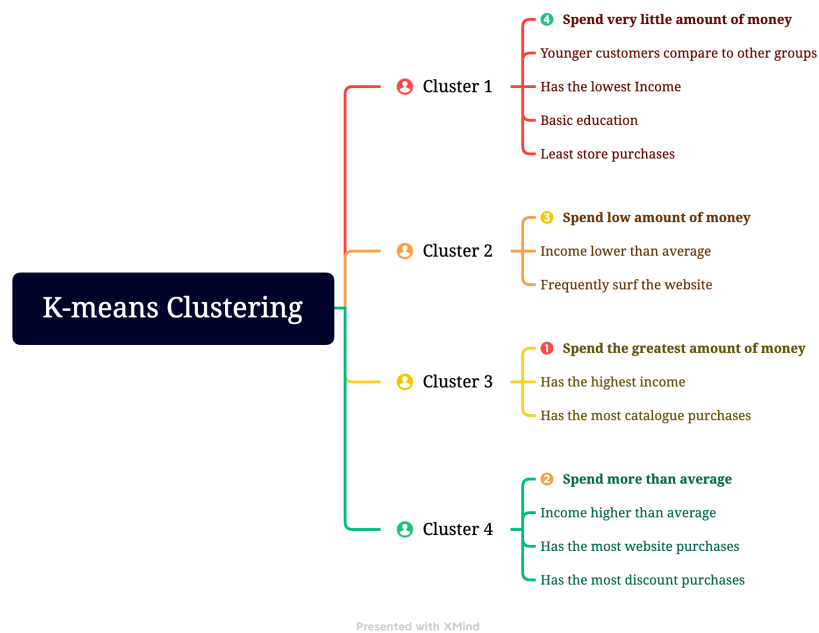 K-means Clustering
Cluster 1
4 Spend very little amount of money
Younger customers compare to other groups
Has the lowest Income
Basic education
Least store purchases
Cluster 2
3 Spend low amount of money
Income lower than average
Frequently surf the website
Cluster 3
1 Spend the greatest amount of money
Has the highest income
Has the most catalogue purchases
Cluster 4
2 Spend more than average
Income higher than average
Has the most website purchases
Has the most discount purchases
Presented with XMind